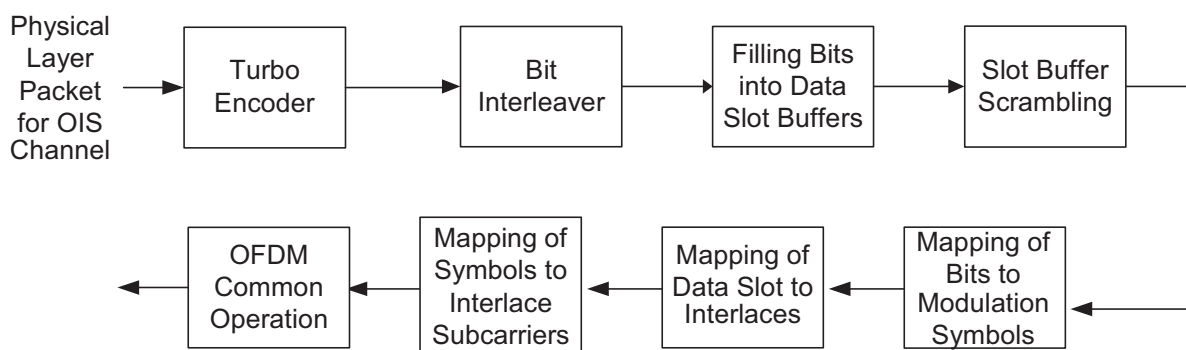 Physical
Layer
Packet
for OIS
Channel
Turbo
Encoder
Bit
Interleaver
Filling Bits
into Data
Slot Buffers
Slot Buffer
Scrambling
Mapping of
Bits to
Modulation
Symbols
Mapping of
Data Slot to
Interlaces
Mapping of
Symbols to
Interlace
Subcarriers
OFDM
Common
Operation